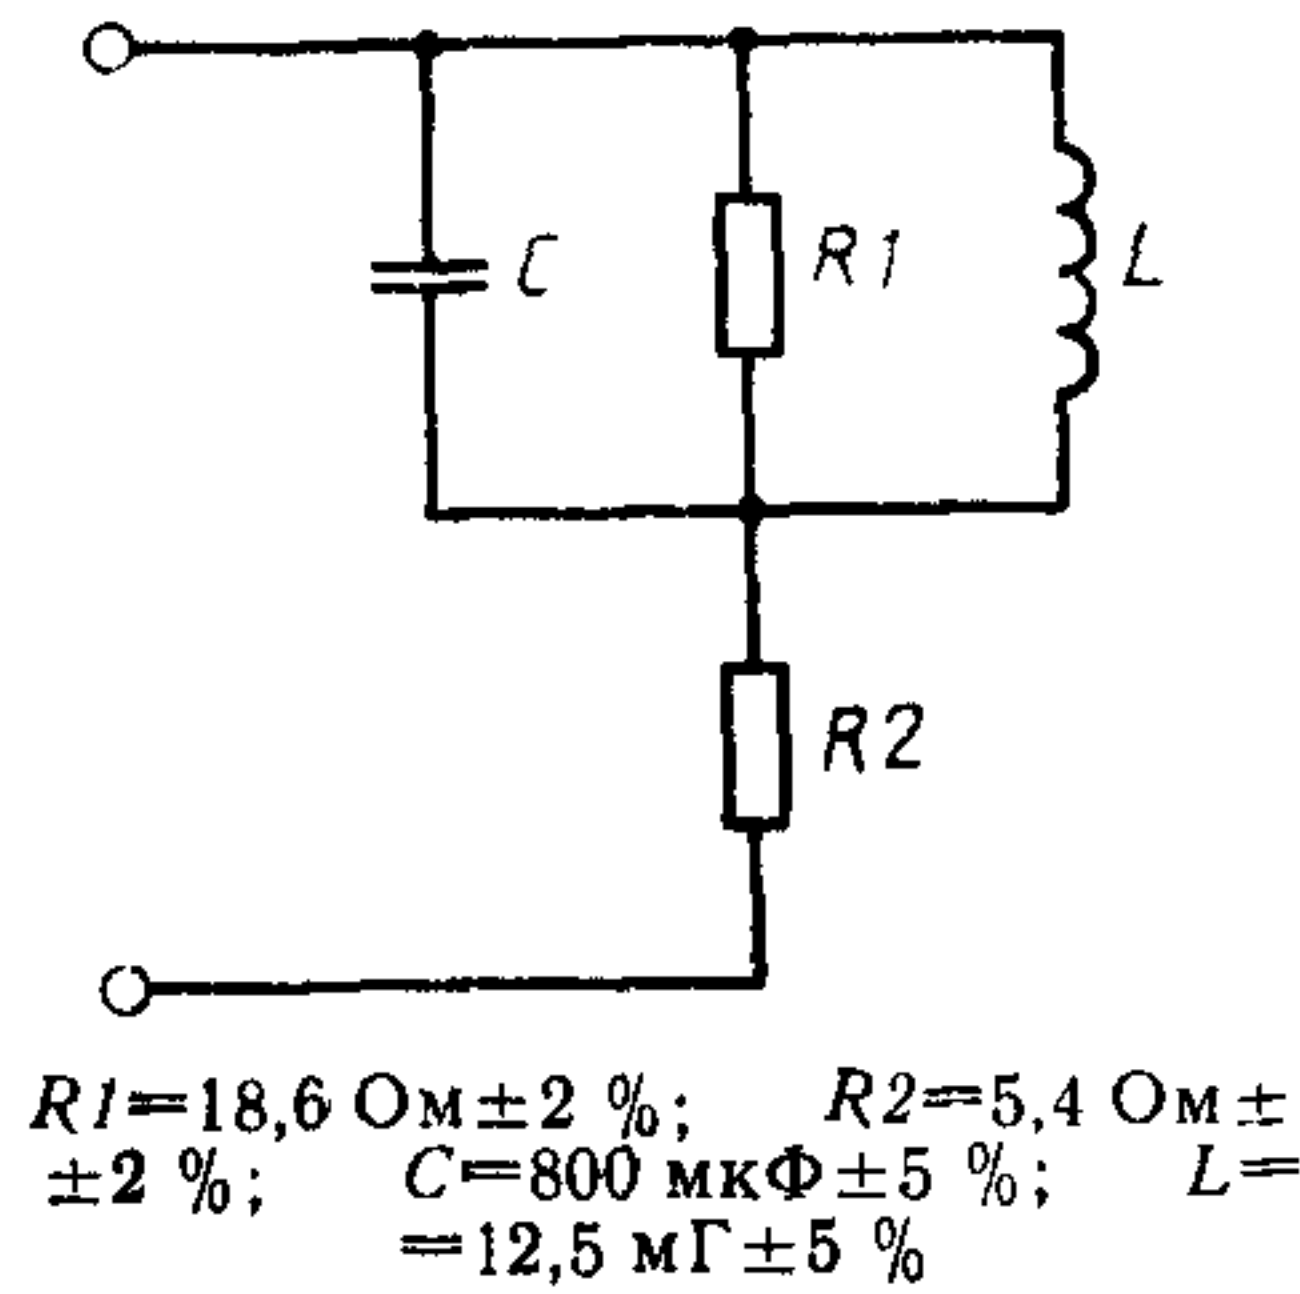 C
R1
L
R2
R1=18,6 Ом±2 %; R2=5,4 Ом±
±2 %; C=800 мкФ±5 %; L=
=12,5 мГ±5 %